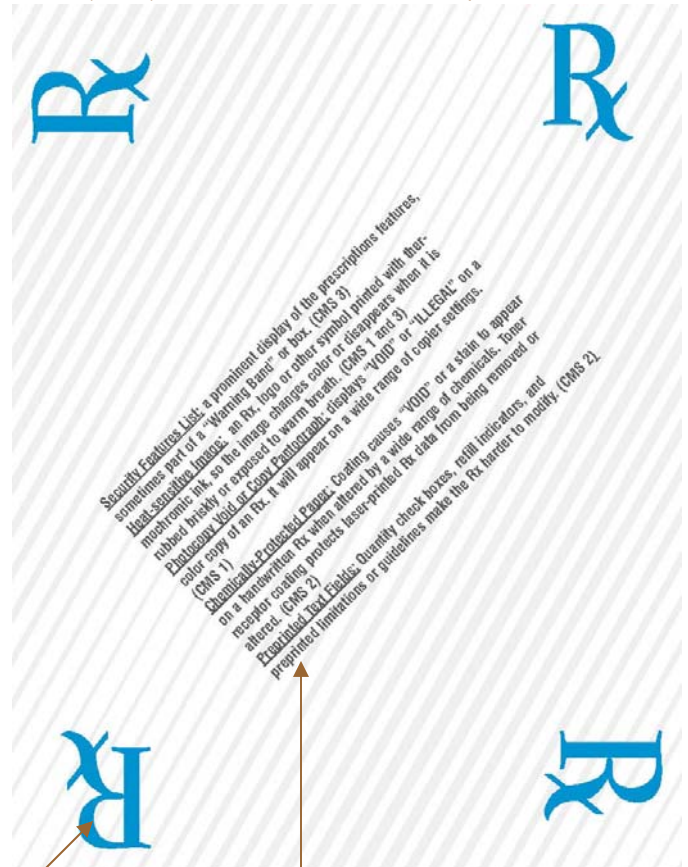 Rx
Rx
Security Features List: a prominent display of the prescriptions features,
sometimes part of a "Warning Band" or box. (CMS 3)
Heat-sensitive Image: an Rx, logo or other symbol printed with ther-
mochromic ink, so the image changes color or disappears when it is
rubbed briskly or exposed to warm breath. (CMS 1 and 3)
Photocopy Void or Copy Pantograph: displays "VOID" or "ILLEGAL" on a
color copy of an Rx. It will appear on a wide range of copier settings.
(CMS 1)
Chemically-Protected Paper: Coating causes "VOID" or a stain to appear
on a handwritten Rx when altered by a wide range of chemicals. Toner
receptor coating protects laser-printed Rx data from being removed or
altered. (CMS 2)
Preprinted Text Fields: Quantity check boxes, refill indicators, and
preprinted limitations or guidelines make the Rx harder to modify. (CMS 2)
Rx
Rx